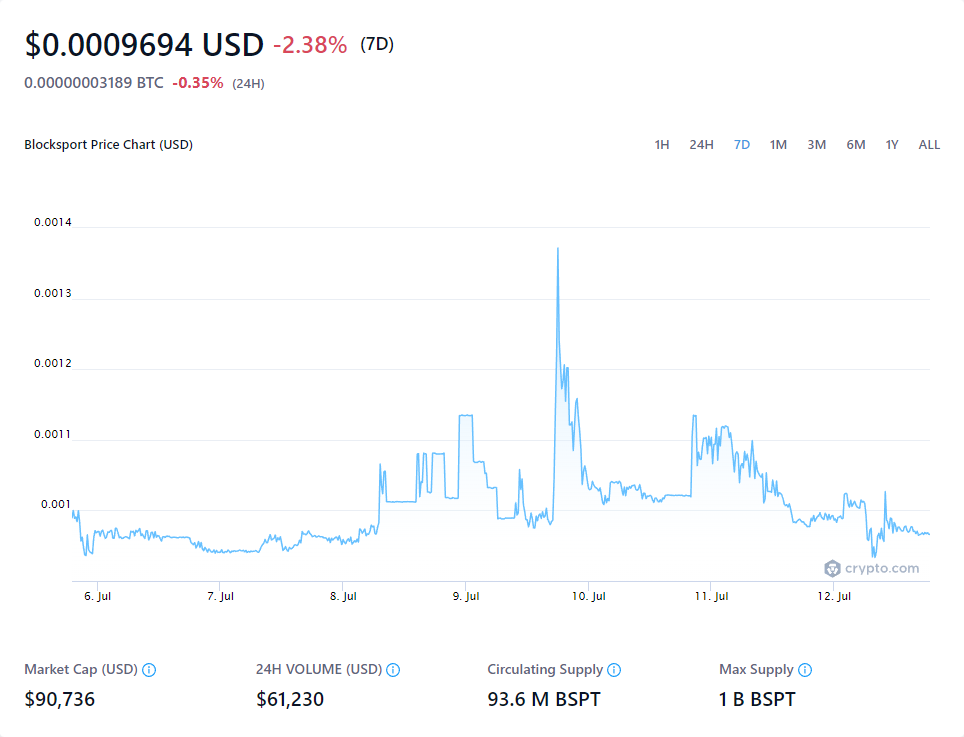 $0.0009694 USD -2.38% (7D)
0.00000003189 BTC -0.35% (24H)
Blocksport Price Chart (USD) 1H 24H 7D 1M 3M 6M 1Y ALL
0.0014
0.0013
0.0012
0.0011
0.001
crypto.com
6. Jul 7. Jul 8. Jul 9. Jul 10. Jul 11. Jul 12. Jul
Market Cap (USD) 24H VOLUME (USD) Circulating Supply Max Supply
$90,736 $61,230 93.6 M BSPT 1 B BSPT